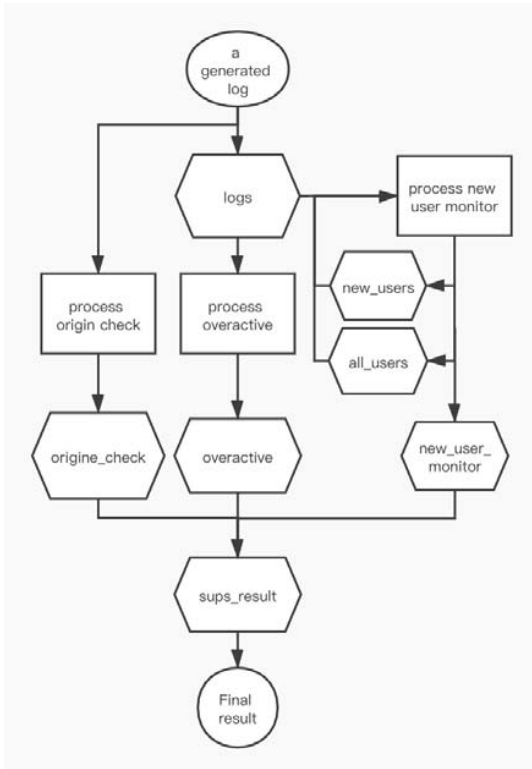 a
generated
log
logs
process new
user monitor
process
origin check
process
overactive
new_users
all_users
origine_check
overactive
new_user_
monitor
sups_result
Final
result